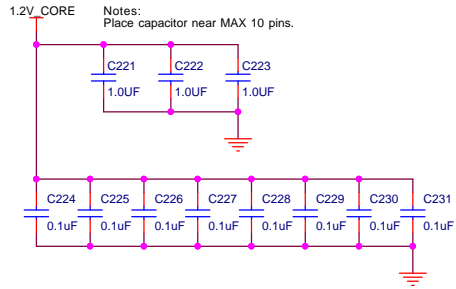 1.2V_CORE Notes:
Place capacitor near MAX 10 pins.
C221 C222 C223
1.0UF 1.0UF 1.0UF
C224 C225 C226 C227 C228 C229 C230 C231
0.1uF 0.1uF 0.1uF 0.1uF 0.1uF 0.1uF 0.1uF 0.1uF